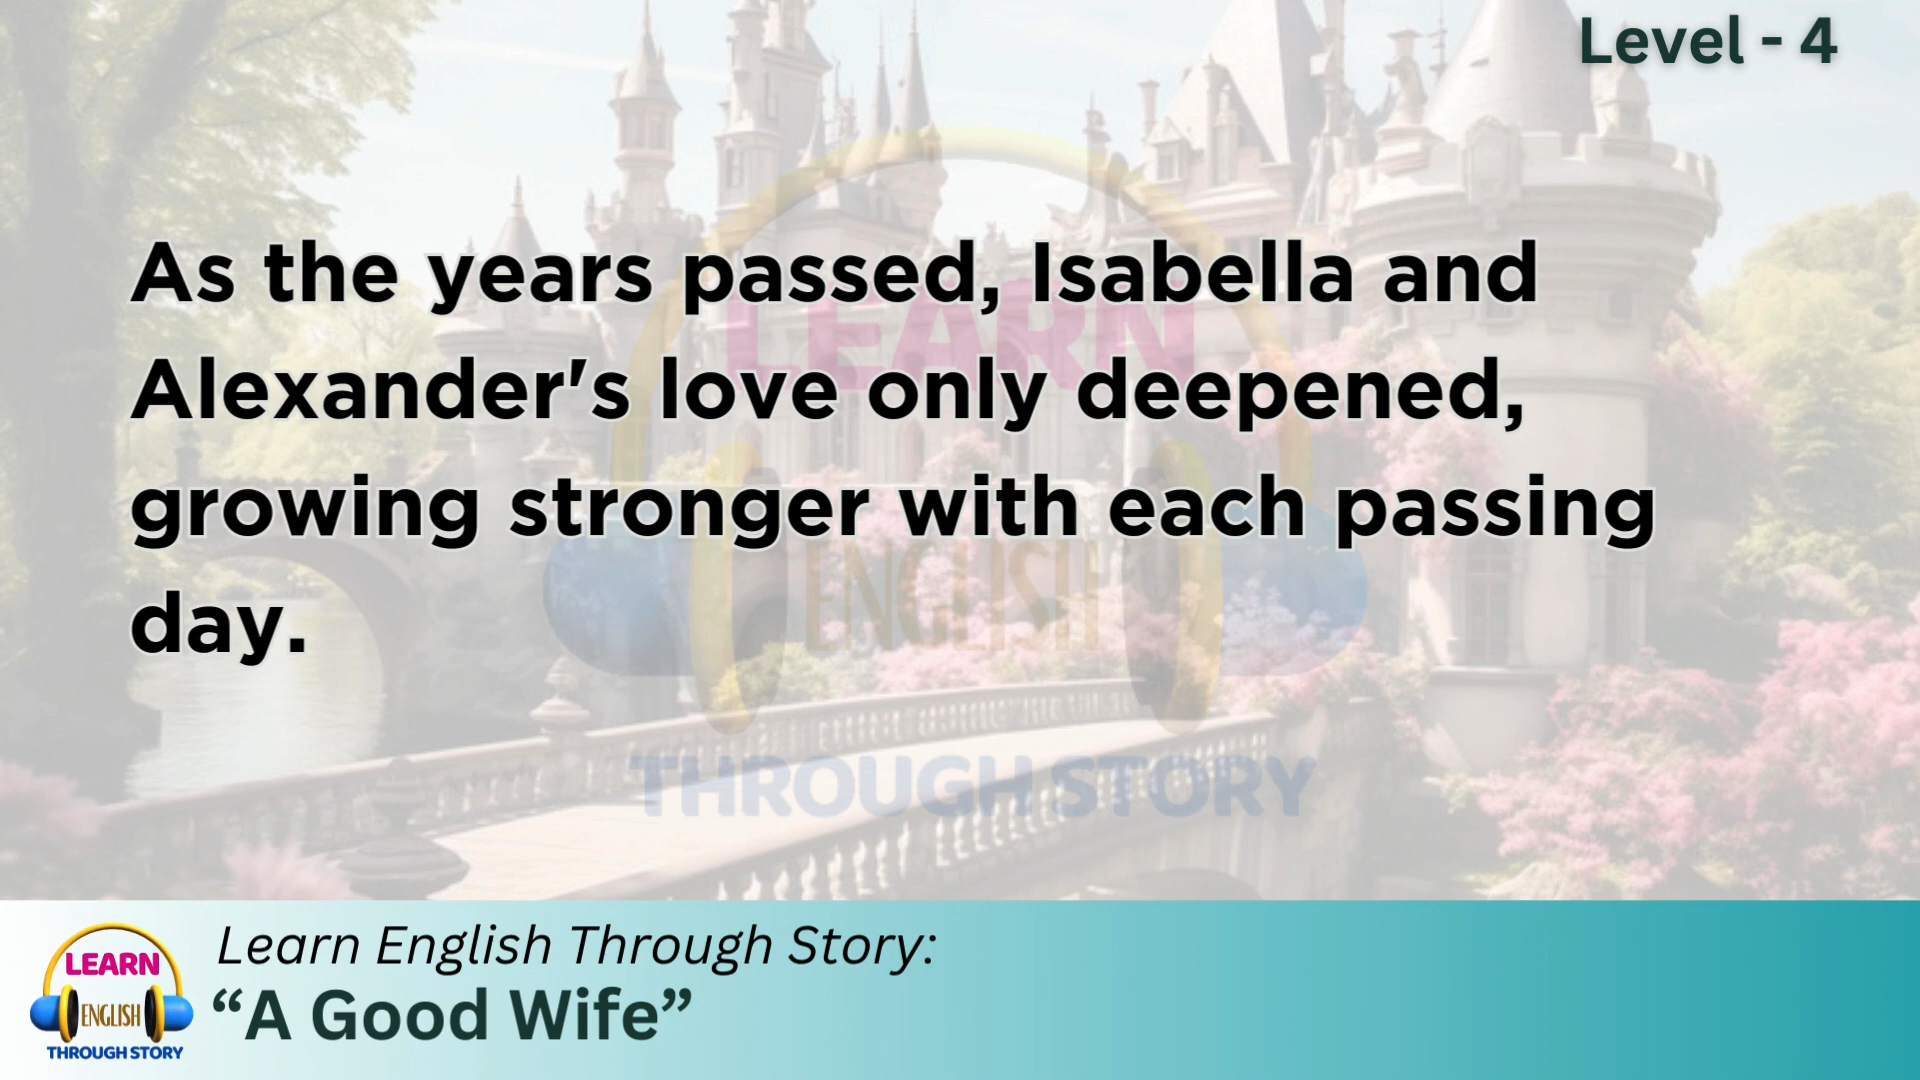 Level - 4
As the years passed, Isabella and
Alexander's love only deepened,
growing stronger with each passing
day.
LEARN
ENGLISH
THROUGH STORY
Learn English Through Story:
“A Good Wife”
LEARN
ENGLISH
THROUGH STORY